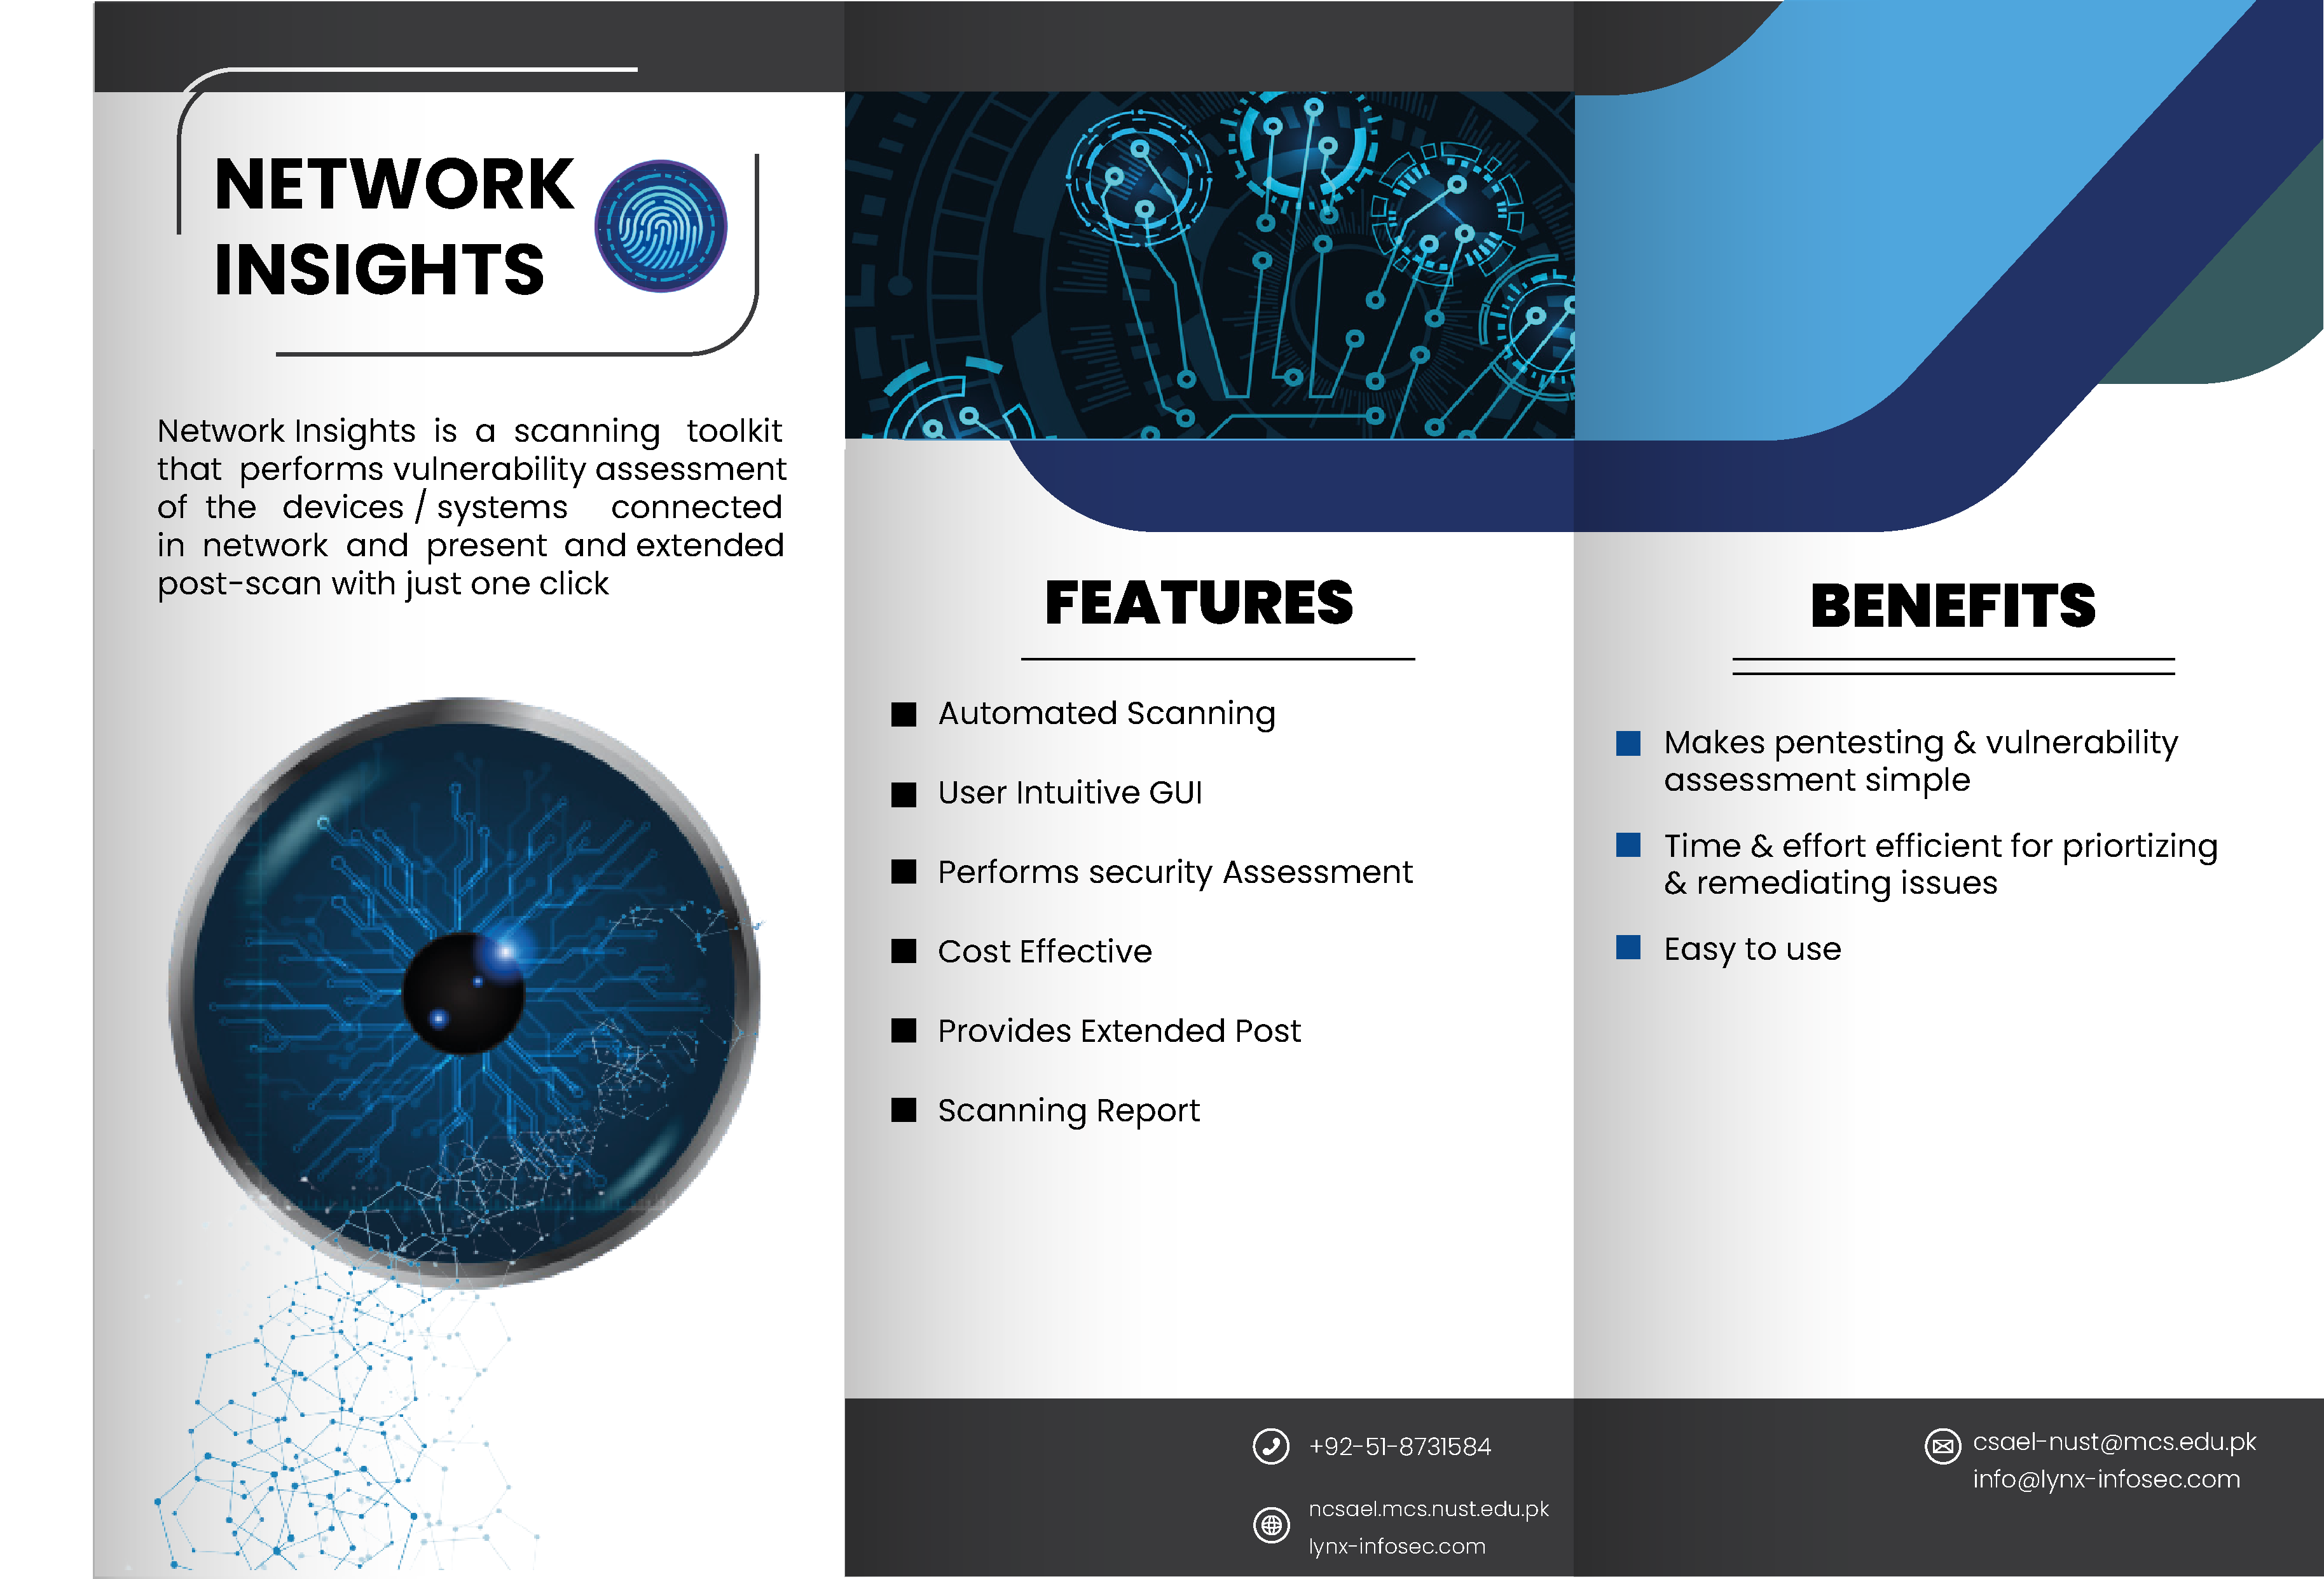 NETWORK
INSIGHTS
Network Insights is a scanning toolkit
that performs vulnerability assessment
of the devices / systems connected
in network and present and extended
post-scan with just one click
FEATURES
Automated Scanning
User Intuitive GUI
Performs security Assessment
Cost Effective
Provides Extended Post
Scanning Report
BENEFITS
Makes pentesting & vulnerability
assessment simple
Time & effort efficient for priortizing
& remediating issues
Easy to use
+92-51-8731584
ncsael.mcs.nust.edu.pk
lynx-infosec.com
csael-nust@mcs.edu.pk
info@lynx-infosec.com